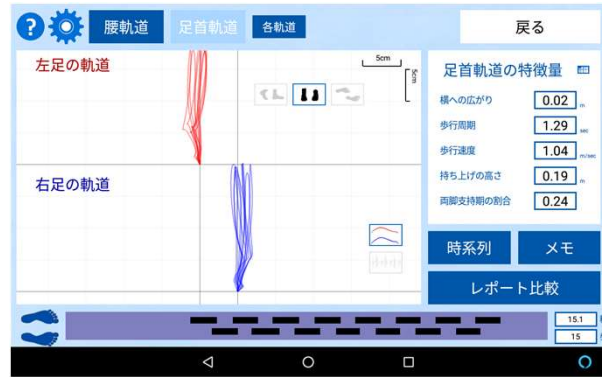 ?
腰軌道
足首軌道
各軌道
戻る
左足の軌道
5cm
5cm
右足の軌道
足首軌道の特徴量
横への広がり 0.02 m
歩行周期 1.29 sec
歩行速度 1.04 m/sec
持ち上げの高さ 0.19 m
両脚支持期の割合 0.24
時系列
メモ
レポート比較
15.1
15